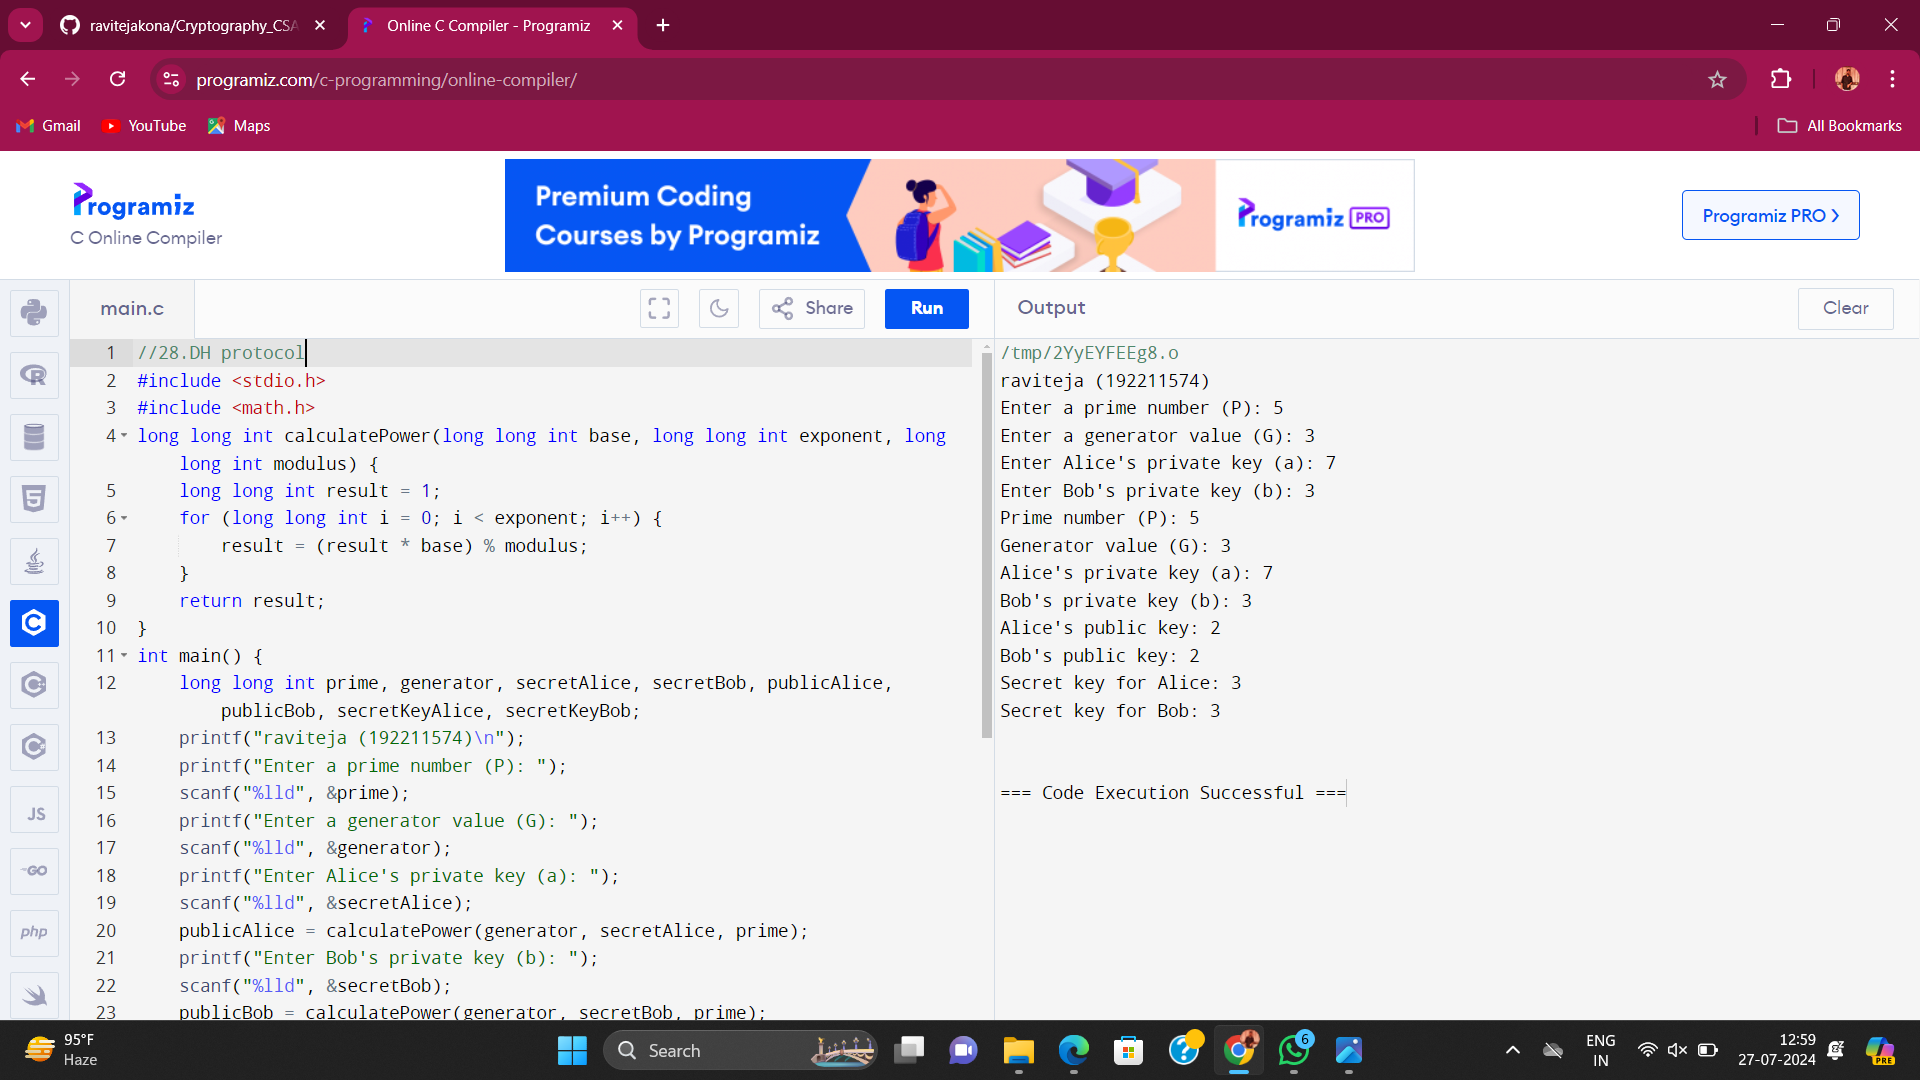 ravitejakona/Cryptography_CSA
Online C Compiler - Programiz
programiz.com/c-programming/online-compiler/
Gmail
YouTube
Maps
All Bookmarks
Programiz
C Online Compiler
Premium Coding
Courses by Programiz
Programiz PRO
Programiz PRO ›
main.c
Share
Run
Output
Clear
1 //28.DH protocol
2 #include <stdio.h>
3 #include <math.h>
4 long long int calculatePower(long long int base, long long int exponent, long
long int modulus) {
5 long long int result = 1;
6 for (long long int i = 0; i < exponent; i++) {
7 result = (result * base) % modulus;
8 }
9 return result;
10 }
11 int main() {
12 long long int prime, generator, secretAlice, secretBob, publicAlice,
publicBob, secretKeyAlice, secretKeyBob;
13 printf("raviteja (192211574)\n");
14 printf("Enter a prime number (P): ");
15 scanf("%lld", &prime);
16 printf("Enter a generator value (G): ");
17 scanf("%lld", &generator);
18 printf("Enter Alice's private key (a): ");
19 scanf("%lld", &secretAlice);
20 publicAlice = calculatePower(generator, secretAlice, prime);
21 printf("Enter Bob's private key (b): ");
22 scanf("%lld", &secretBob);
23 publicBob = calculatePower(generator, secretBob, prime);
/tmp/2YyEYFEEg8.o
raviteja (192211574)
Enter a prime number (P): 5
Enter a generator value (G): 3
Enter Alice's private key (a): 7
Enter Bob's private key (b): 3
Prime number (P): 5
Generator value (G): 3
Alice's private key (a): 7
Bob's private key (b): 3
Alice's public key: 2
Bob's public key: 2
Secret key for Alice: 3
Secret key for Bob: 3
=== Code Execution Successful ===
JS
GO
php
95°F
Haze
Search
6
ENG
IN
12:59
27-07-2024
PRE